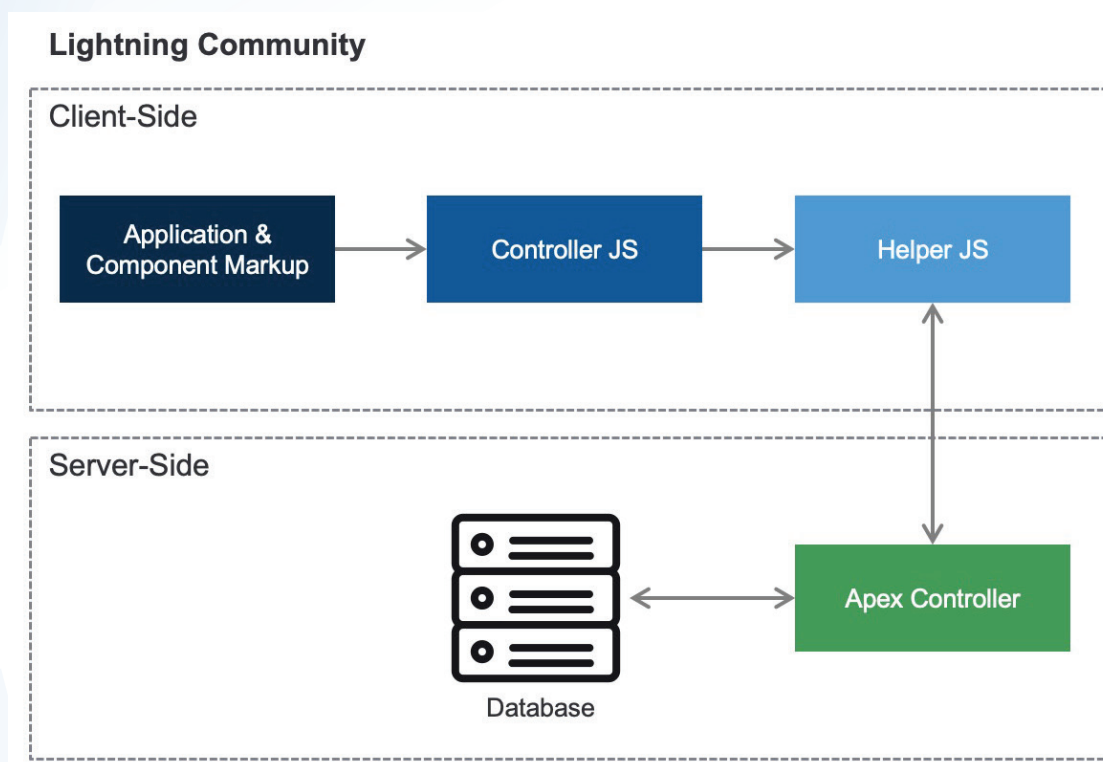 Lightning Community
Client-Side
Application &
Component Markup
Controller JS
Helper JS
Server-Side
Apex Controller
Database